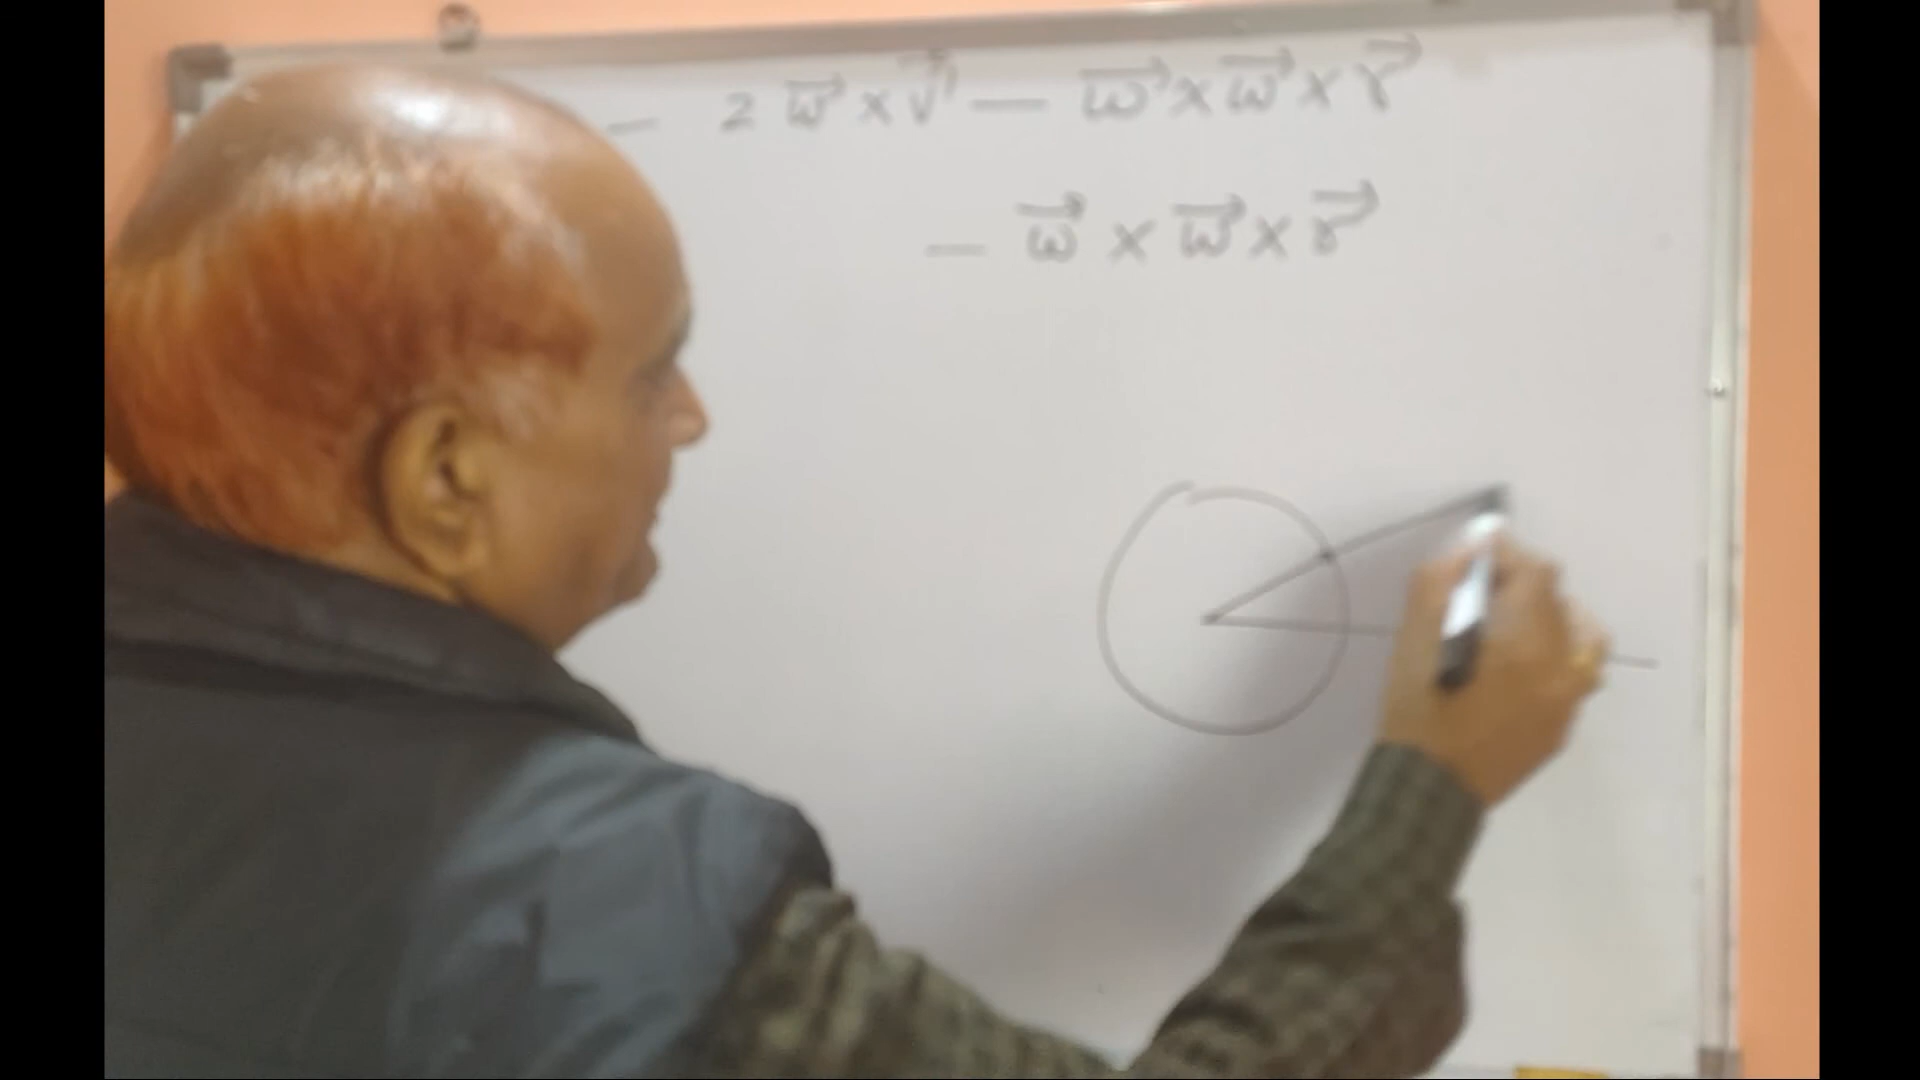 — 2 ω⃗ × v⃗' — ω⃗ × ω⃗ × r⃗
— ω⃗ × ω⃗ × r⃗